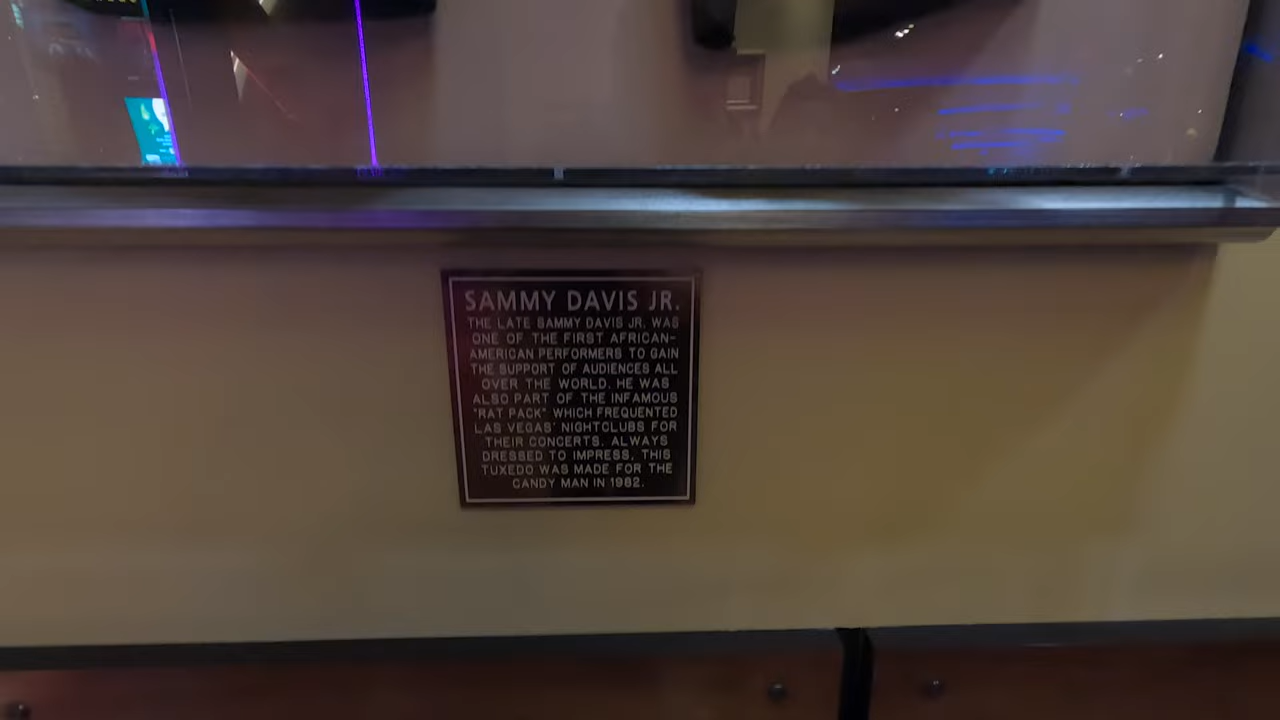 SAMMY DAVIS JR.
THE LATE SAMMY DAVIS JR. WAS
ONE OF THE FIRST AFRICAN-
AMERICAN PERFORMERS TO GAIN
THE SUPPORT OF AUDIENCES ALL
OVER THE WORLD. HE WAS
ALSO PART OF THE INFAMOUS
"RAT PACK" WHICH FREQUENTED
LAS VEGAS' NIGHTCLUBS FOR
THEIR CONCERTS. ALWAYS
DRESSED TO IMPRESS, THIS
TUXEDO WAS MADE FOR THE
CANDY MAN IN 1982.